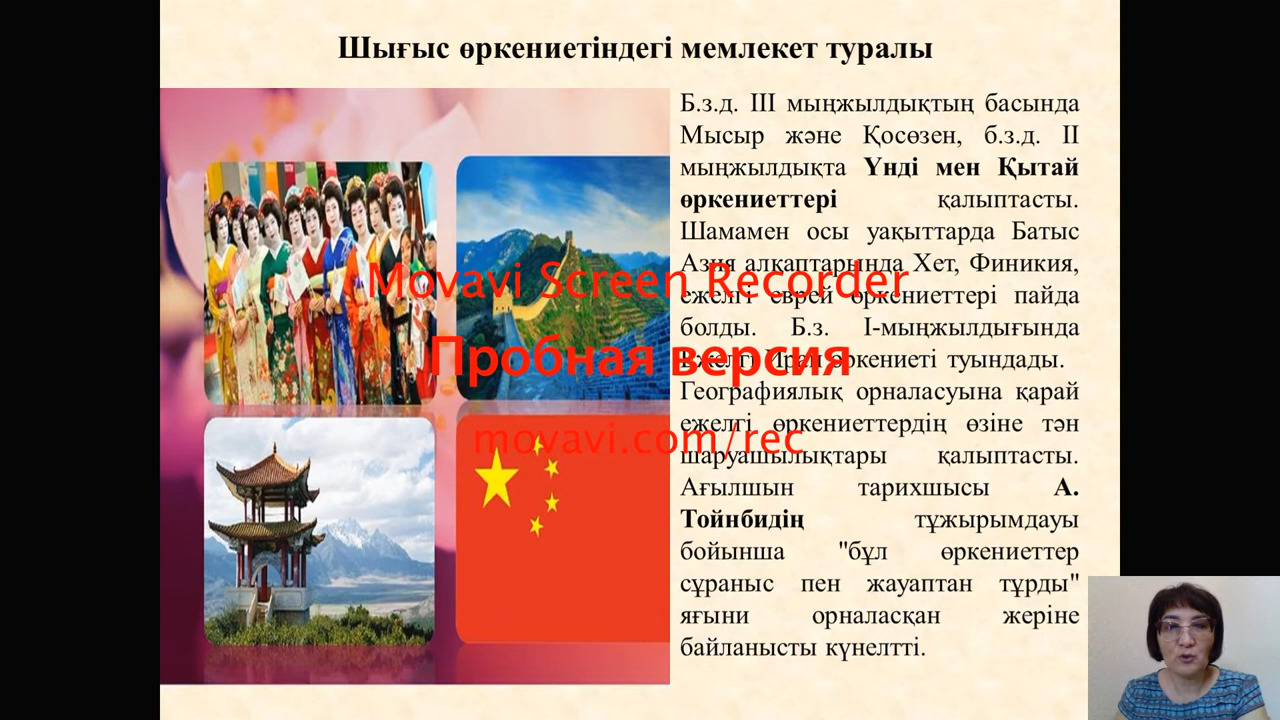 Шығыс өркениетіндегі мемлекет туралы
Б.з.д. III мыңжылдықтың басында
Мысыр және Қосөзен, б.з.д. II
мыңжылдықта Үнді мен Қытай
өркениеттері қалыптасты.
Шамамен осы уақыттарда Батыс
Азия алқаптарында Хет, Финикия,
ежелгі еврей өркениеттері пайда
болды. Б.з. I-мыңжылдығында
Ежелгі Иран өркениеті туындады.
Географиялық орналасуына қарай
ежелгі өркениеттердің өзіне тән
шаруашылықтары қалыптасты.
Ағылшын тарихшысы А.
Тойнбидің тұжырымдауы
бойынша "бұл өркениеттер
сұраныс пен жауаптан тұрды"
яғыни орналасқан жеріне
байланысты күнелтті.
Movavi Screen Recorder
Пробная версия
movavi.com/rec